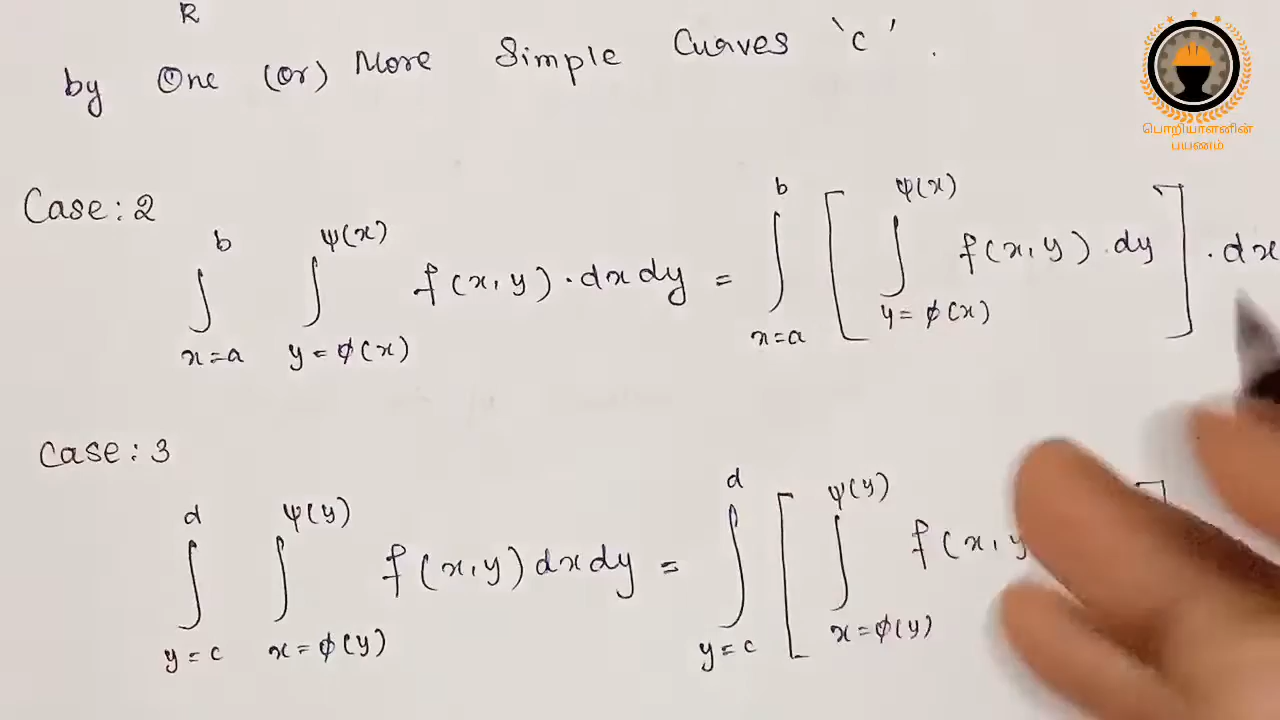 R
by One (or) More Simple Curves 'c'.
பொறியாளனின்
பயணம்
Case: 2
∫_{x=a}^{b} ∫_{y=φ(x)}^{ψ(x)} f(x,y)·dx dy = ∫_{x=a}^{b} [ ∫_{y=φ(x)}^{ψ(x)} f(x,y)·dy ]·dx
Case: 3
∫_{y=c}^{d} ∫_{x=φ(y)}^{ψ(y)} f(x,y) dx dy = ∫_{y=c}^{d} [ ∫_{x=φ(y)}^{ψ(y)} f(x,y ]